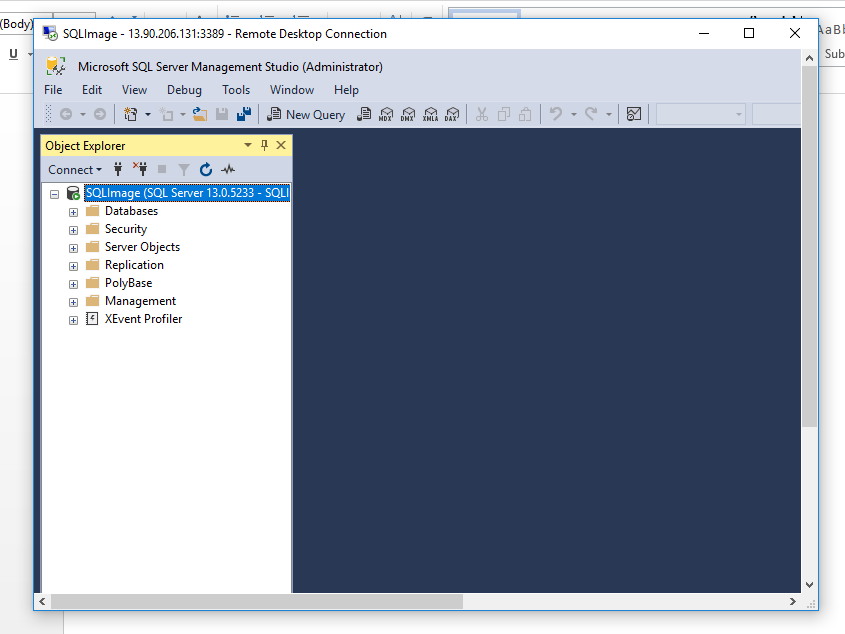 (Body)
SQLImage - 13.90.206.131:3389 - Remote Desktop Connection
U
Microsoft SQL Server Management Studio (Administrator)
File Edit View Debug Tools Window Help
New Query MDX DMX XMLA DAX
Object Explorer
Connect
SQLImage (SQL Server 13.0.5233 - SQLI
Databases
Security
Server Objects
Replication
PolyBase
Management
XEvent Profiler
AaBb
Sub